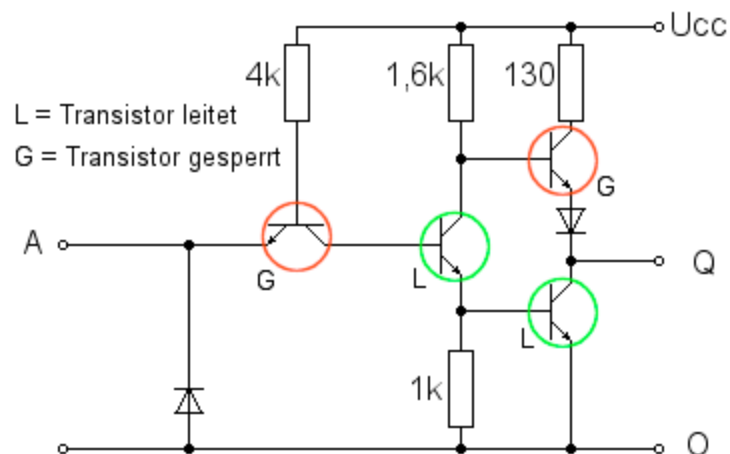 Ucc
4k
1,6k
130
L = Transistor leitet
G = Transistor gesperrt
G
A
G
L
Q
L
1k
O